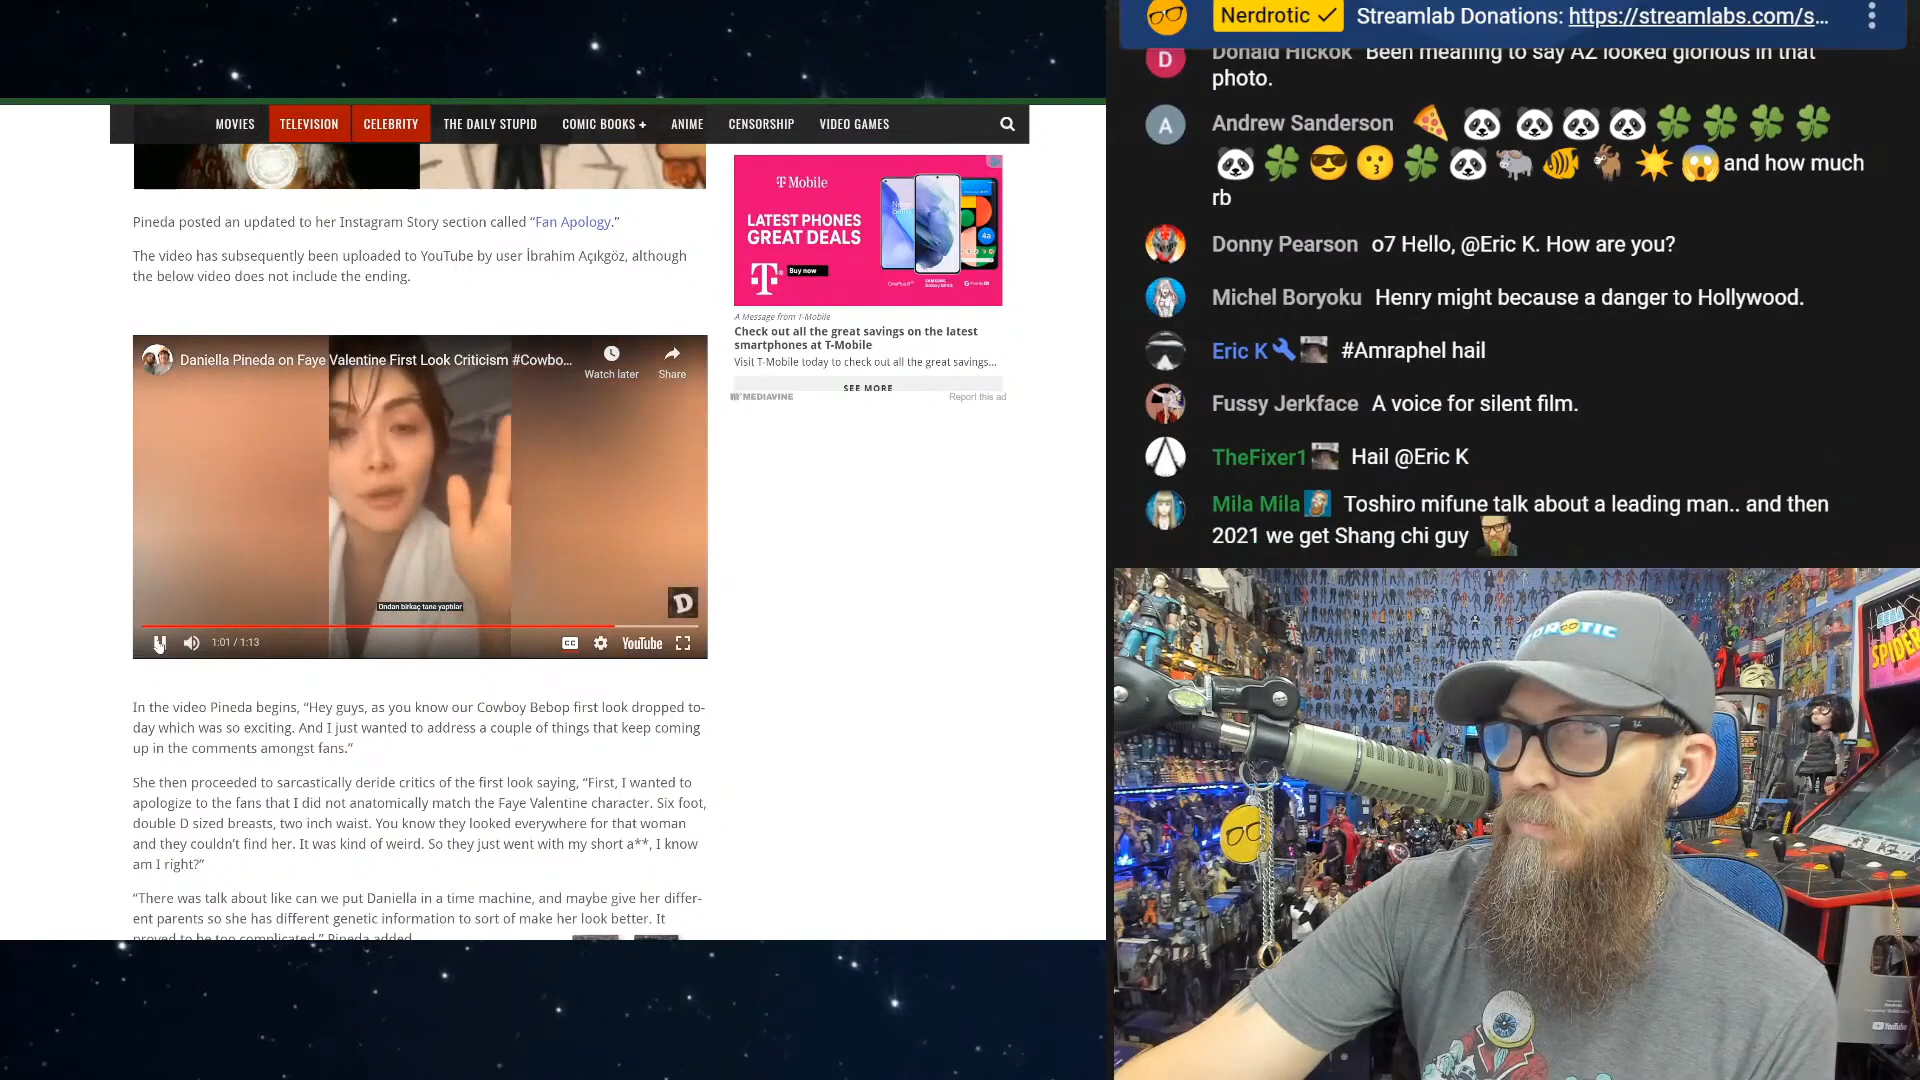 MOVIES TELEVISION CELEBRITY THE DAILY STUPID COMIC BOOKS + ANIME CENSORSHIP VIDEO GAMES
Pineda posted an updated to her Instagram Story section called “Fan Apology.”
The video has subsequently been uploaded to YouTube by user İbrahim Açıkgöz, although
the below video does not include the ending.
Daniella Pineda on Faye Valentine First Look Criticism #Cowbo...
Watch later
Share
Ondan birkaç tane yaptılar
D
1:01 / 1:13
CC
YouTube
In the video Pineda begins, “Hey guys, as you know our Cowboy Bebop first look dropped to-
day which was so exciting. And I just wanted to address a couple of things that keep coming
up in the comments amongst fans.”
She then proceeded to sarcastically deride critics of the first look saying, “First, I wanted to
apologize to the fans that I did not anatomically match the Faye Valentine character. Six foot,
double D sized breasts, two inch waist. You know they looked everywhere for that woman
and they couldn’t find her. It was kind of weird. So they just went with my short a**, I know
am I right?”
“There was talk about like can we put Daniella in a time machine, and maybe give her differ-
ent parents so she has different genetic information to sort of make her look better. It
proved to be too complicated,” Pineda added.
T Mobile
LATEST PHONES
GREAT DEALS
T
Buy now
A Message from T-Mobile
Check out all the great savings on the latest
smartphones at T-Mobile
Visit T-Mobile today to check out all the great savings...
SEE MORE
MEDIAVINE
Report this ad
Nerdrotic ✓ Streamlab Donations: https://streamlabs.com/s...
D Donald Hickok Been meaning to say AZ looked glorious in that
photo.
A Andrew Sanderson 🍕 🐼 🐼 🐼 🐼 🍀 🍀 🍀 🍀
🐼 🍀 😎 😗 🍀 🐼 🐃 🐠 🐐 ☀️ 😱 and how much
rb
Donny Pearson o7 Hello, @Eric K. How are you?
Michel Boryoku Henry might because a danger to Hollywood.
Eric K #Amraphel hail
Fussy Jerkface A voice for silent film.
TheFixer1 Hail @Eric K
Mila Mila Toshiro mifune talk about a leading man.. and then
2021 we get Shang chi guy
SEGA
SPIDER
YouTube